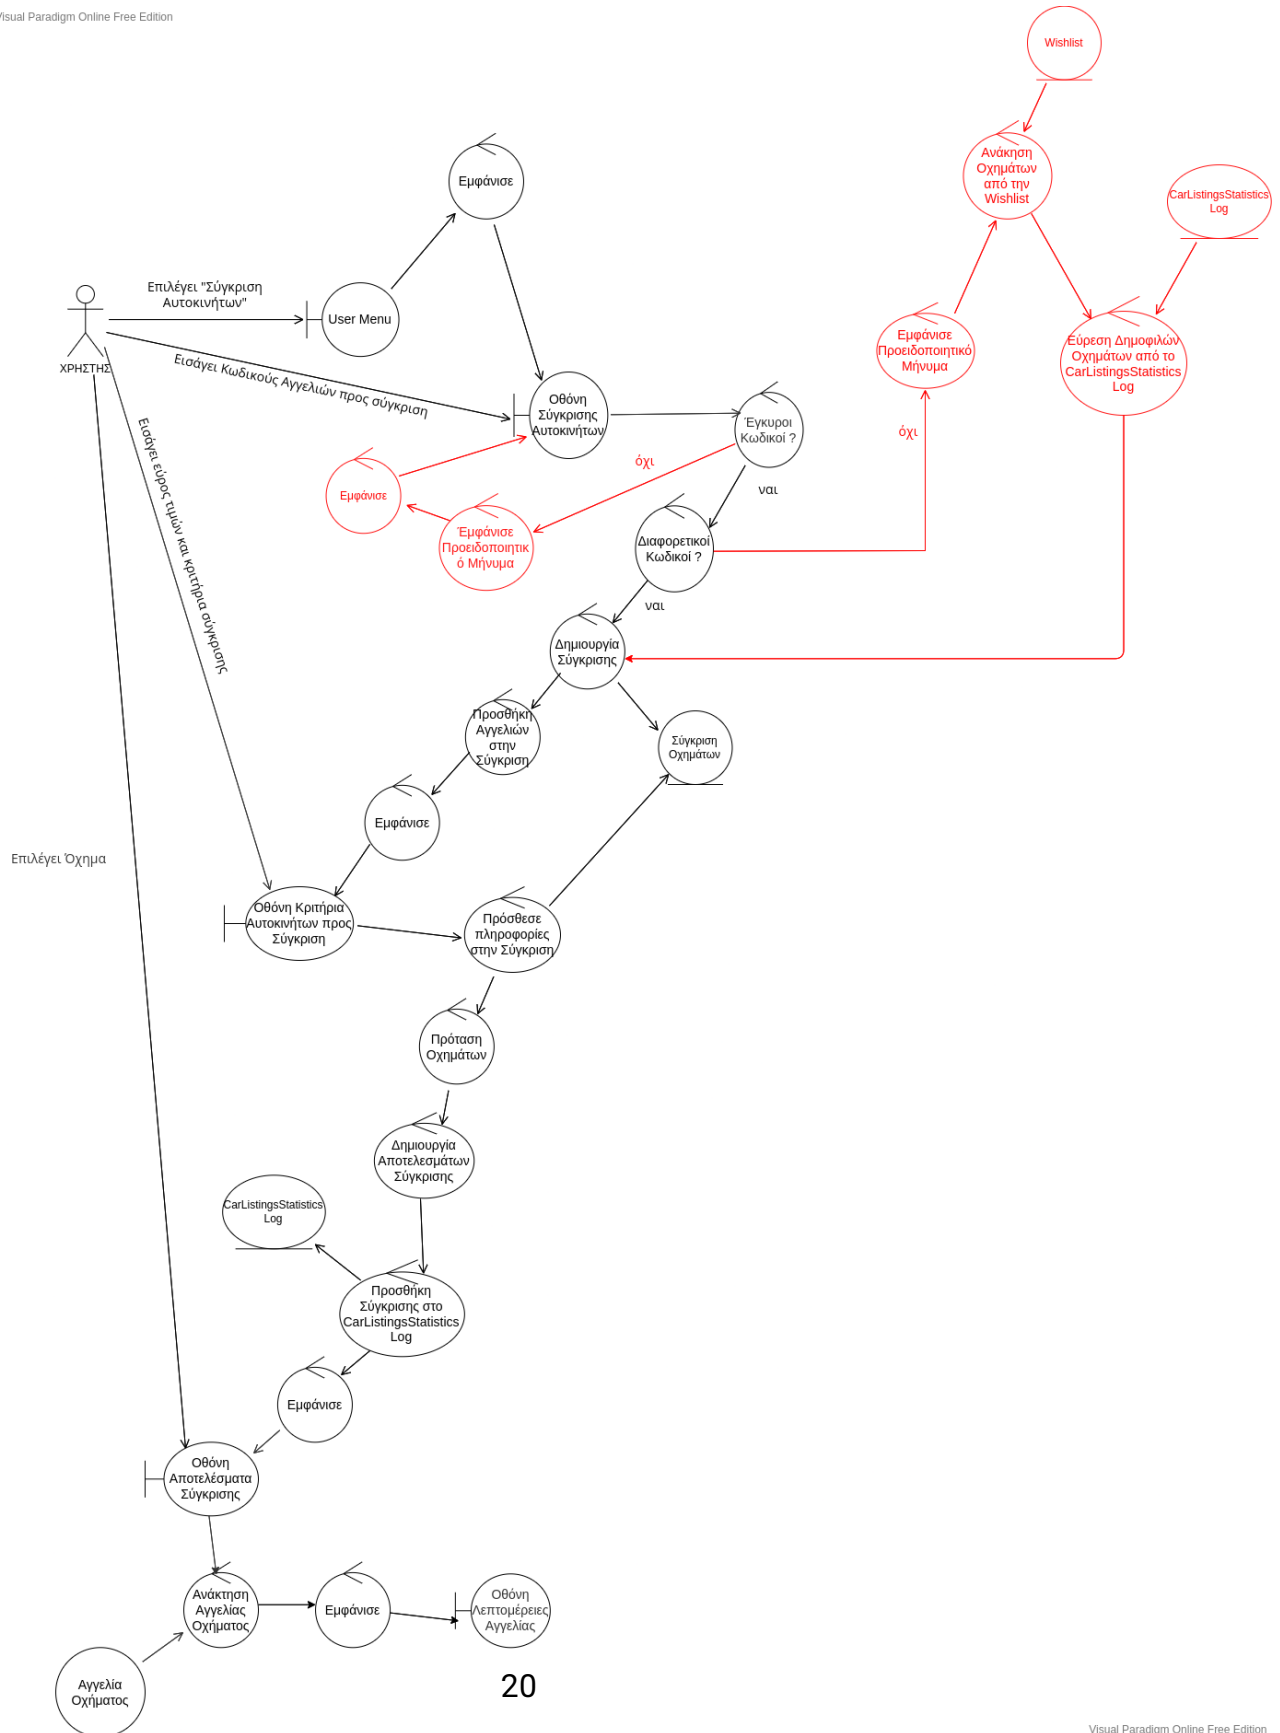 Visual Paradigm Online Free Edition
Wishlist
Ανάκηση
Οχημάτων
από την
Wishlist
CarListingsStatistics
Log
Εμφάνισε
Επιλέγει "Σύγκριση
Αυτοκινήτων"
User Menu
ΧΡΗΣΤΗΣ
Εισάγει Κωδικούς Αγγελιών προς σύγκριση
Εμφάνισε
Προειδοποιητικό
Μήνυμα
Εύρεση Δημοφιλών
Οχημάτων από το
CarListingsStatistics
Log
Οθόνη
Σύγκρισης
Αυτοκινήτων
Έγκυροι
Κωδικοί ?
όχι
όχι
Εισάγει εύρος τιμών και κριτήρια σύγκρισης
Εμφάνισε
ναι
Έμφάνισε
Προειδοποιητικ
ό Μήνυμα
Διαφορετικοί
Κωδικοί ?
ναι
Δημιουργία
Σύγκρισης
Προσθήκη
Αγγελιών
στην
Σύγκριση
Σύγκριση
Οχημάτων
Εμφάνισε
Επιλέγει Όχημα
Οθόνη Κριτήρια
Αυτοκινήτων προς
Σύγκριση
Πρόσθεσε
πληροφορίες
στην Σύγκριση
Πρόταση
Οχημάτων
Δημιουργία
Αποτελεσμάτων
Σύγκρισης
CarListingsStatistics
Log
Προσθήκη
Σύγκρισης στο
CarListingsStatistics
Log
Εμφάνισε
Οθόνη
Αποτελέσματα
Σύγκρισης
Ανάκτηση
Αγγελίας
Οχήματος
Εμφάνισε
Οθόνη
Λεπτομέρειες
Αγγελίας
Αγγελία
Οχήματος
20
Visual Paradigm Online Free Edition